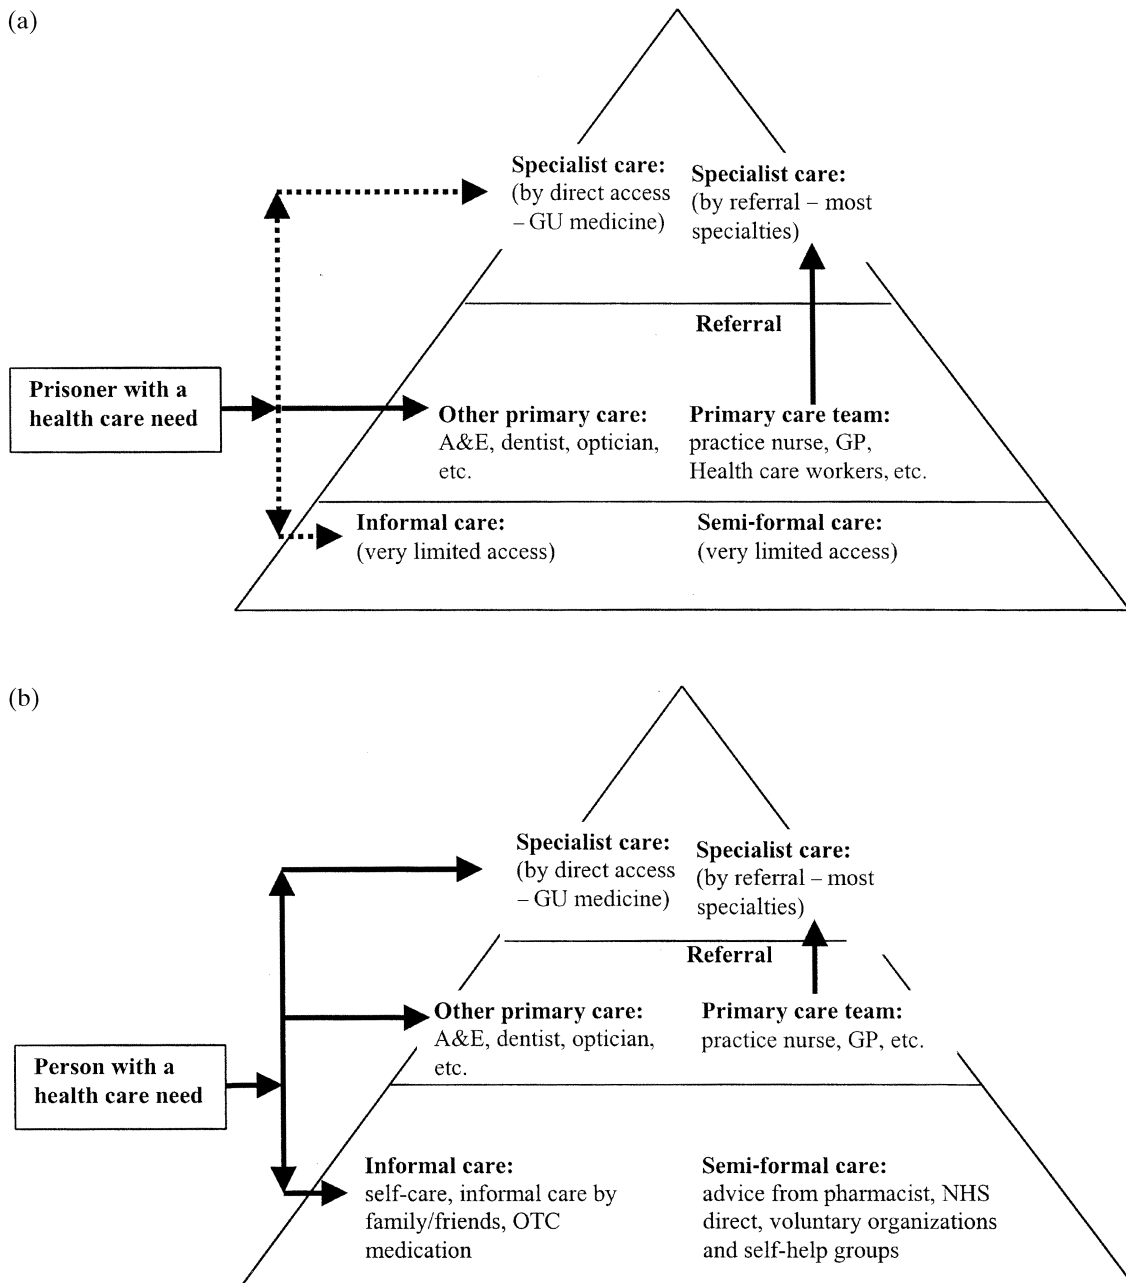 (a)
Specialist care:
(by direct access
– GU medicine)
Specialist care:
(by referral – most
specialties)
Referral
Prisoner with a
health care need
Other primary care:
A&E, dentist, optician,
etc.
Primary care team:
practice nurse, GP,
Health care workers, etc.
Informal care:
(very limited access)
Semi-formal care:
(very limited access)
(b)
Specialist care:
(by direct access
– GU medicine)
Specialist care:
(by referral – most
specialties)
Referral
Other primary care:
A&E, dentist, optician,
etc.
Primary care team:
practice nurse, GP, etc.
Person with a
health care need
Informal care:
self-care, informal care by
family/friends, OTC
medication
Semi-formal care:
advice from pharmacist, NHS
direct, voluntary organizations
and self-help groups